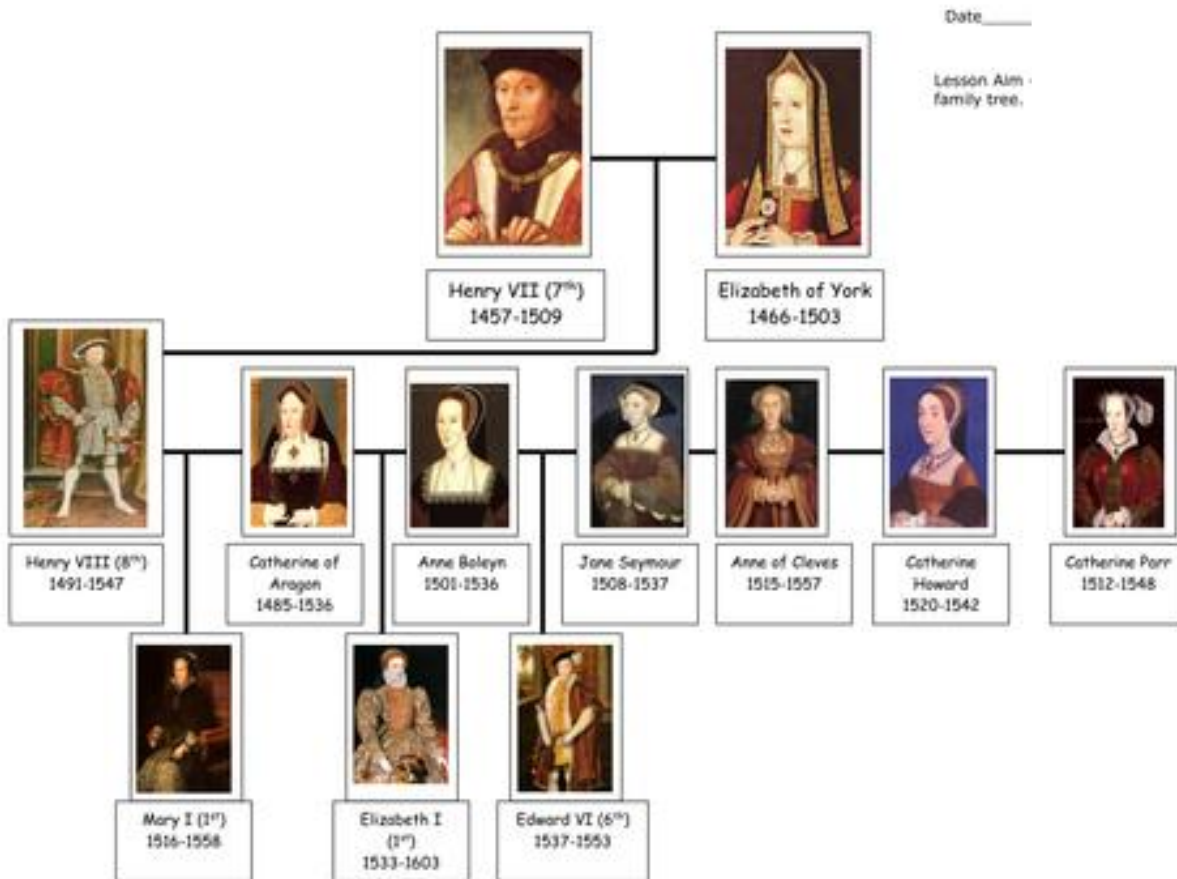 Date_____
Lesson Aim -
family tree.
Henry VII (7th)
1457-1509
Elizabeth of York
1466-1503
Henry VIII (8th)
1491-1547
Catherine of
Aragon
1485-1536
Anne Boleyn
1501-1536
Jane Seymour
1508-1537
Anne of Cleves
1515-1557
Catherine
Howard
1520-1542
Catherine Parr
1512-1548
Mary I (1st)
1516-1558
Elizabeth I
(1st)
1533-1603
Edward VI (6th)
1537-1553